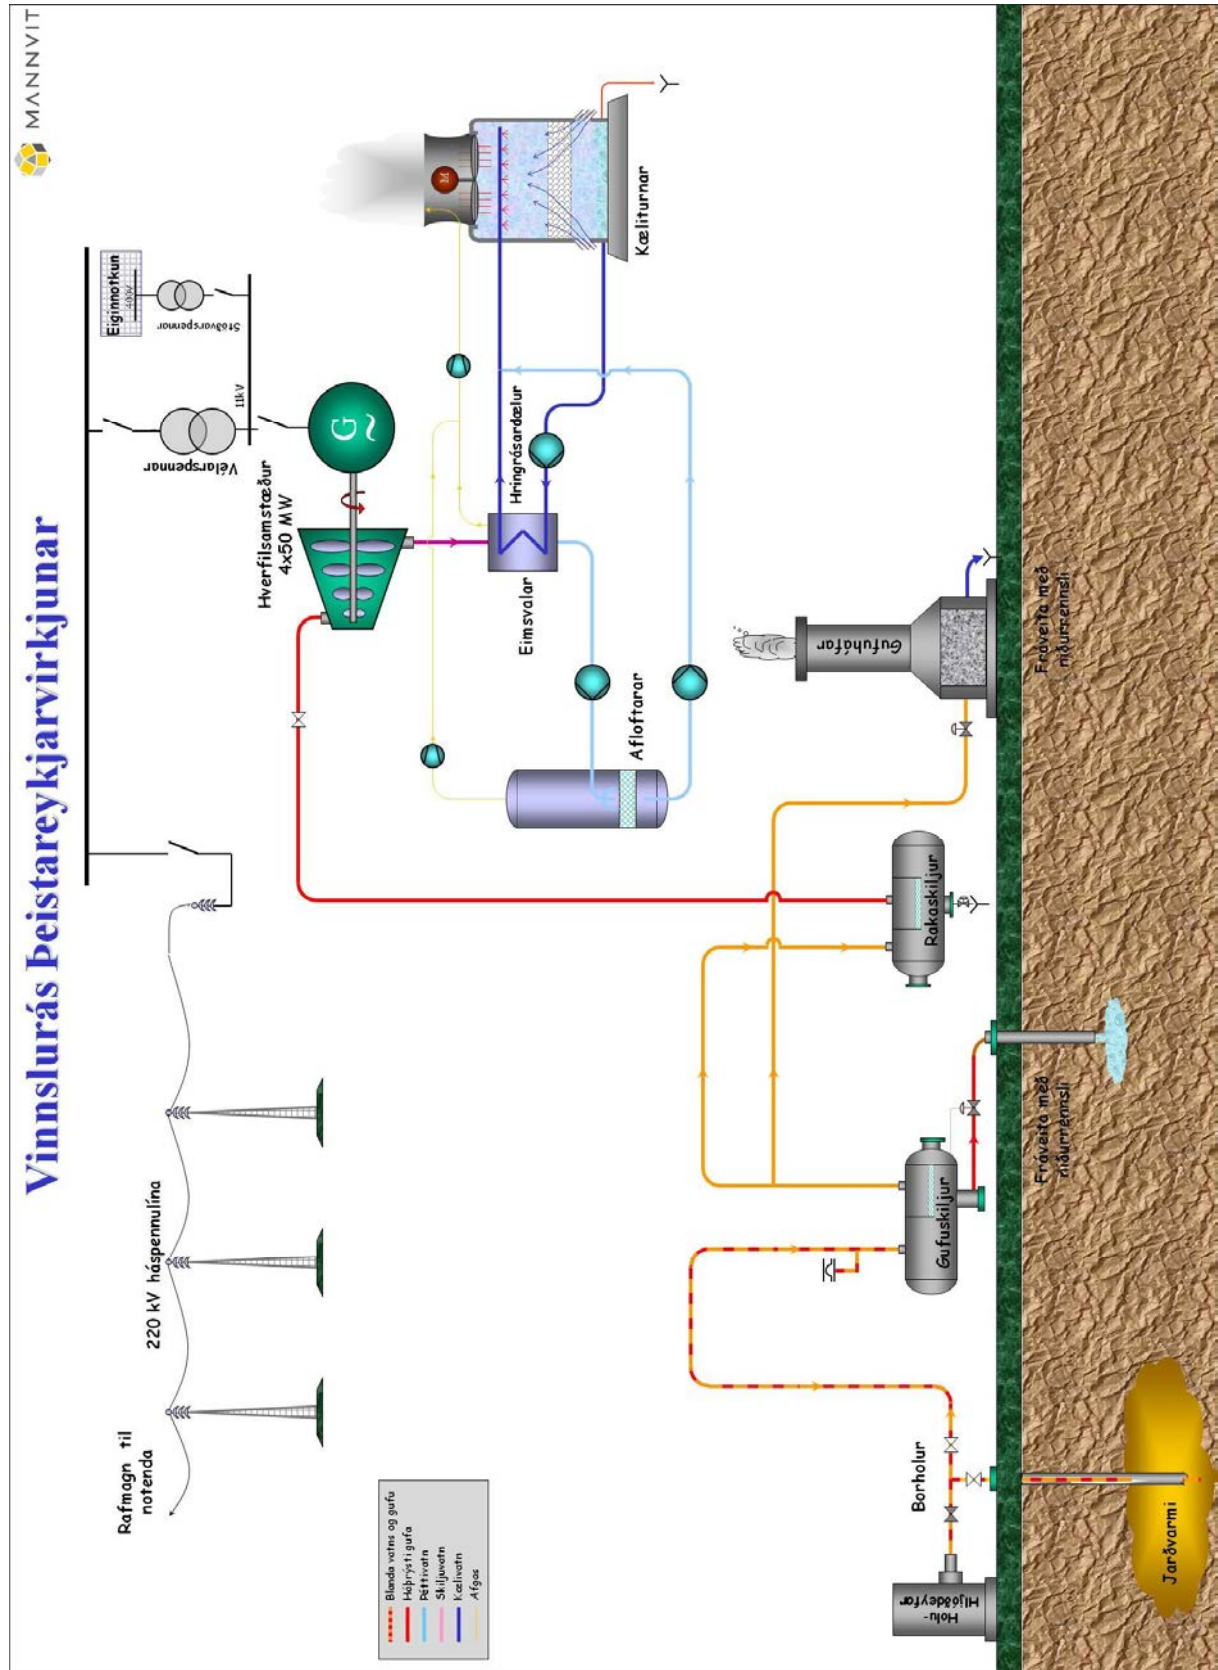 MANNVIT
Vinnslurás Þeistareykjarvirkjunar
Rafmagn til
notenda
220 kV háspennulína
Vélarspennar
11kV
Eiginnotkun
400V
Stöðvarspennar
Hverfilsamstæður
4x50 MW
G
M
Eimsvalar
Hringrásardælur
Kæliturnar
Afloftarar
Blanda vatns og gufu
Háþrýsti gufa
Þéttivatn
Skiljuvatn
Kælivatn
Afgas
Holu-
Hljóðdeyfar
Borholur
Gufuskiljur
Rakaskiljur
Gufuháfar
Jarðvarmi
Fráveita með
niðurrennsli
Fráveita með
niðurrennsli